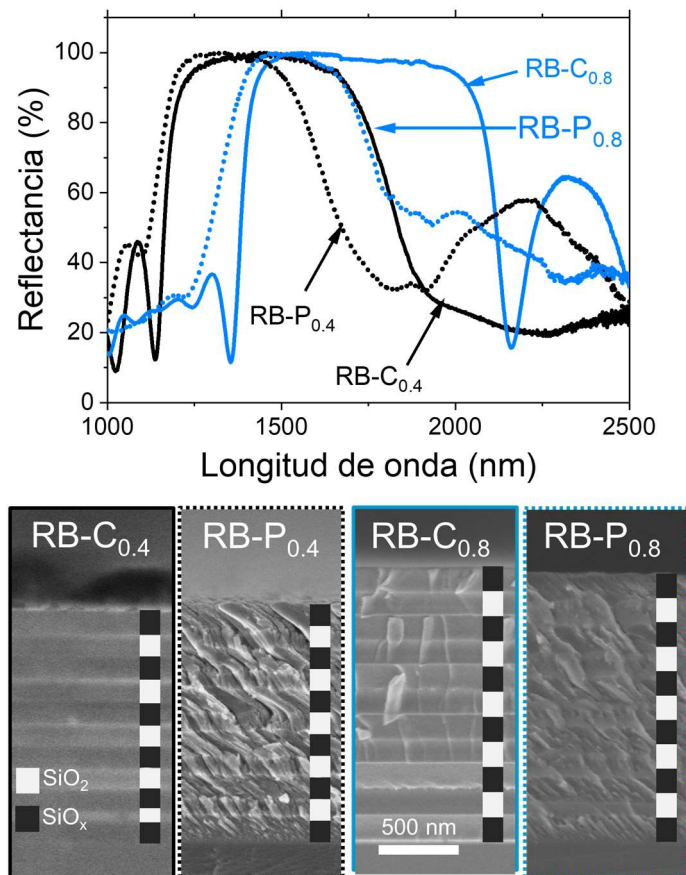 100
80
60
40
20
0
Reflectancia (%)
RB-C0.8
RB-P0.8
RB-P0.4
RB-C0.4
1000
1500
2000
2500
Longitud de onda (nm)
RB-C0.4
RB-P0.4
RB-C0.8
RB-P0.8
SiO2
SiOx
500 nm